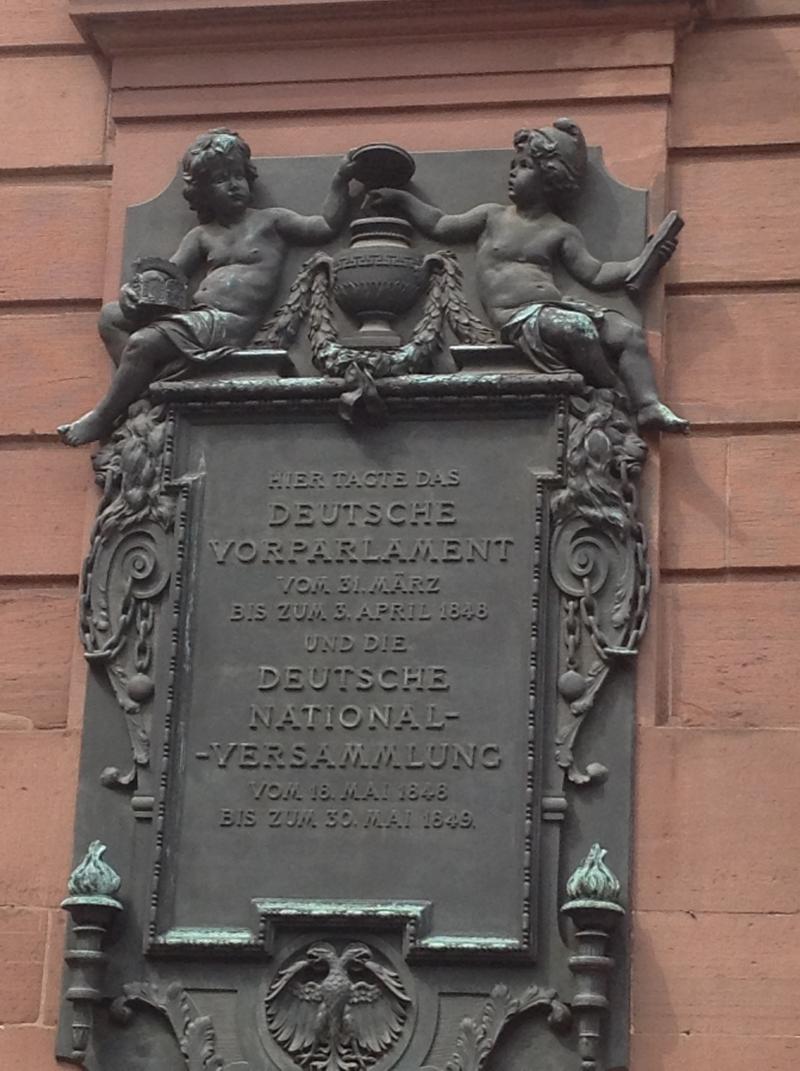 HIER TAGTE DAS
DEUTSCHE
VORPARLAMENT
VOM 31. MÄRZ
BIS ZUM 3. APRIL 1848
UND DIE
DEUTSCHE
NATIONAL-
-VERSAMMLUNG
VOM 18. MAI 1848
BIS ZUM 30. MAI 1849.